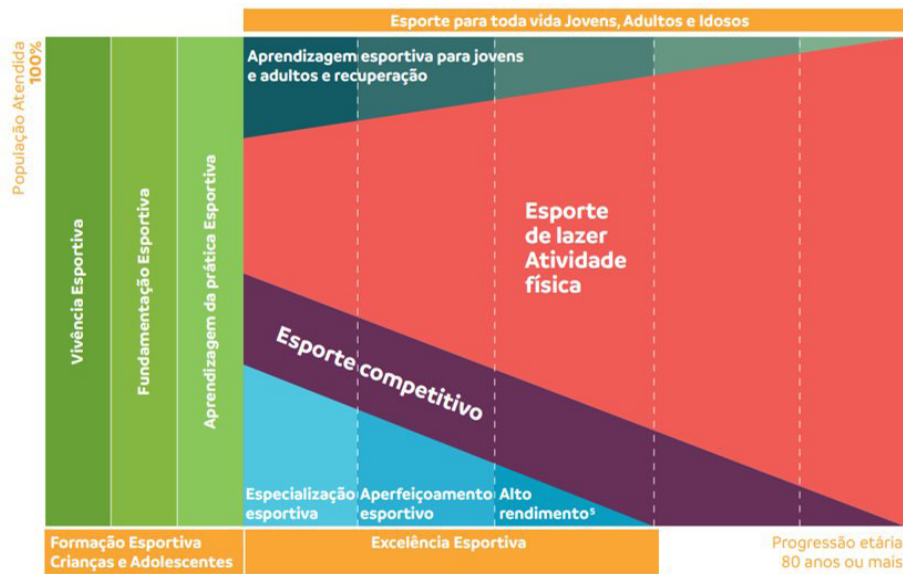 Esporte para toda vida Jovens, Adultos e Idosos
População Atendida
100%
Vivência Esportiva
Fundamentação Esportiva
Aprendizagem da prática Esportiva
Aprendizagem esportiva para jovens
e adultos e recuperação
Esporte
de lazer
Atividade
física
Esporte competitivo
Especialização
esportiva
Aperfeiçoamento
esportivo
Alto
rendimento⁵
Formação Esportiva
Crianças e Adolescentes
Excelência Esportiva
Progressão etária
80 anos ou mais